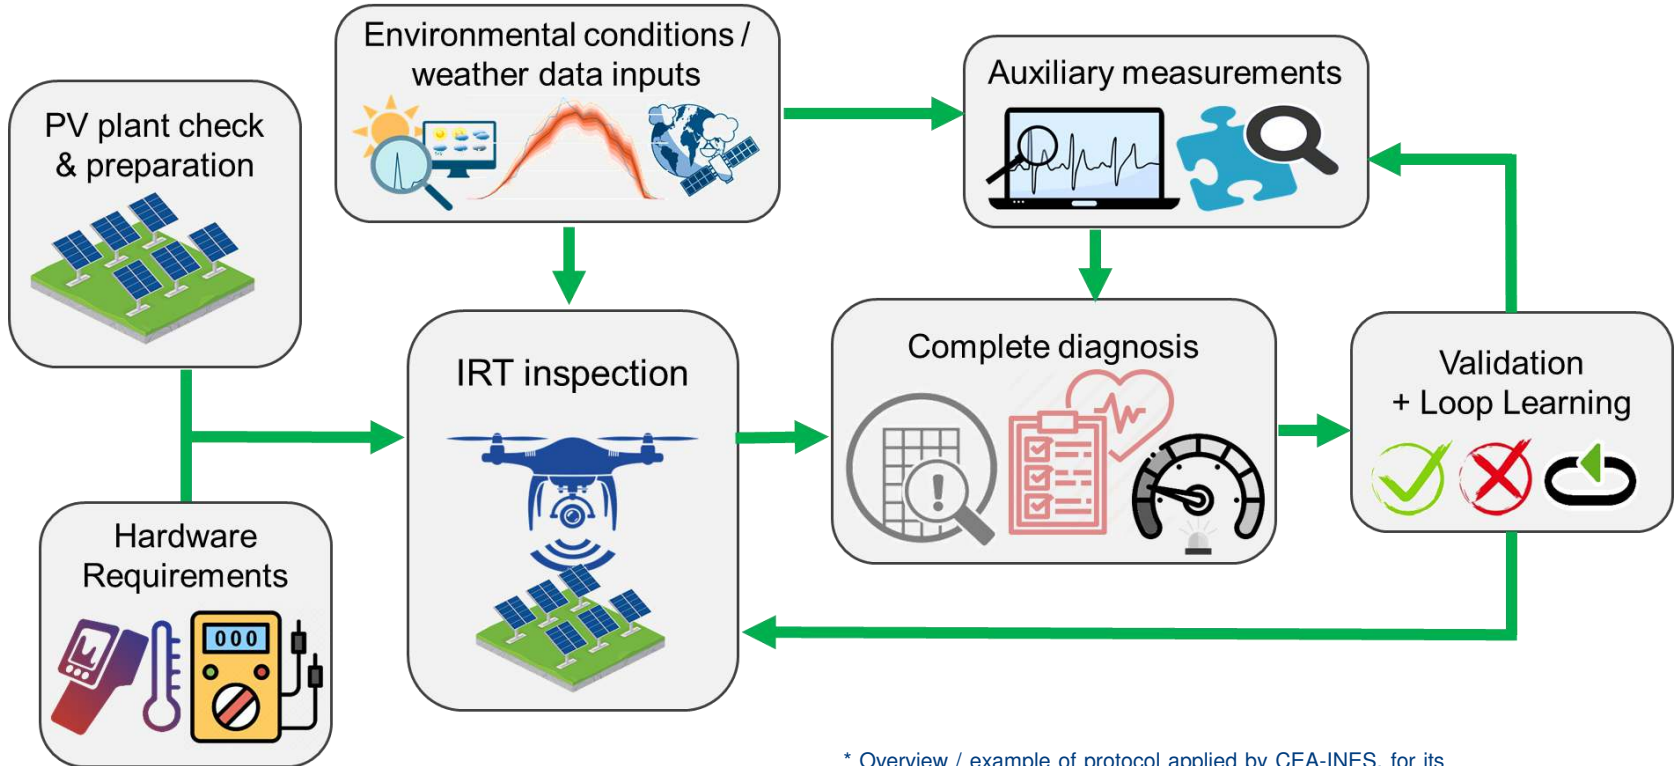 Environmental conditions /
weather data inputs
Auxiliary measurements
PV plant check
& preparation
IRT inspection
Complete diagnosis
Validation
+ Loop Learning
Hardware
Requirements
000
* Overview / example of protocol applied by CEA-INES, for its